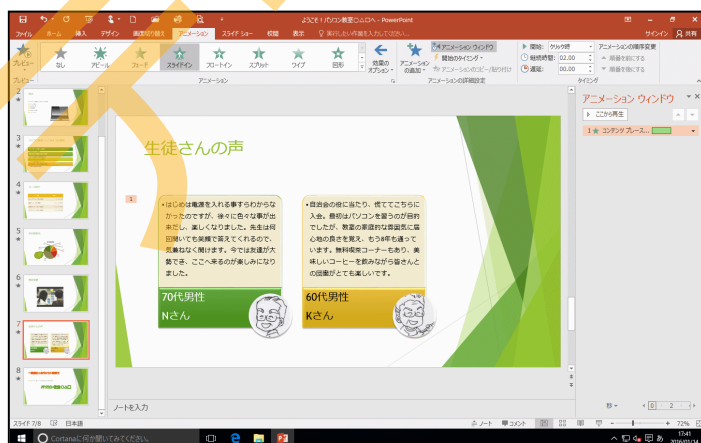 ようこそ！パソコン教室○△□へ - PowerPoint
サインイン 共有
ファイル ホーム 挿入 デザイン 画面切り替え アニメーション スライド ショー 校閲 表示 実行したい作業を入力してください...
プレビュー なし アピール フェード スライドイン フロートイン スプリット ワイプ 図形
効果のオプション アニメーションの追加
アニメーション ウィンドウ
開始のタイミング
アニメーションのコピー/貼り付け
開始: クリック時
継続時間: 02.00
遅延: 00.00
アニメーションの順序変更
順番を前にする
順番を後にする
プレビュー アニメーション アニメーションの詳細設定 タイミング
アニメーション ウィンドウ
ここから再生
1 コンテンツ プレース...
2
3
4
5
6
7
8
生徒さんの声
1
・はじめは電源を入れる事すらわからな
かったのですが、徐々に色々な事が出
来だし、楽しくなりました。先生は何
回聞いても笑顔で答えてくれるので、
気兼ねなく聞けます。今では友達が大
勢でき、ここへ来るのが楽しみになり
ました。
70代男性
Nさん
・自治会の役に当たり、慌ててこちらに
入会。最初はパソコンを習うのが目的
でしたが、教室の家庭的な雰囲気に居
心地の良さを覚え、もう8年も通って
います。無料喫茶コーナーもあり、美
味しいコーヒーを飲みながら皆さんと
の団欒がとても楽しいです。
60代男性
Kさん
ノートを入力
秒 0 2
スライド 7/8 日本語 ノート コメント 72%
Cortanaに何か聞いてみてください。
17:41
2016/01/14